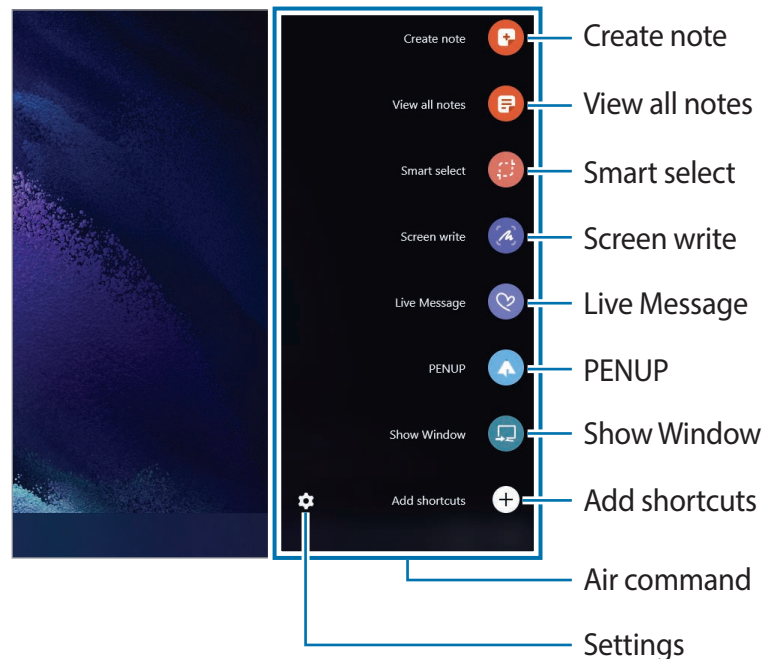 Create note Create note
View all notes View all notes
Smart select Smart select
Screen write Screen write
Live Message Live Message
PENUP PENUP
Show Window Show Window
Add shortcuts Add shortcuts
Air command
Settings